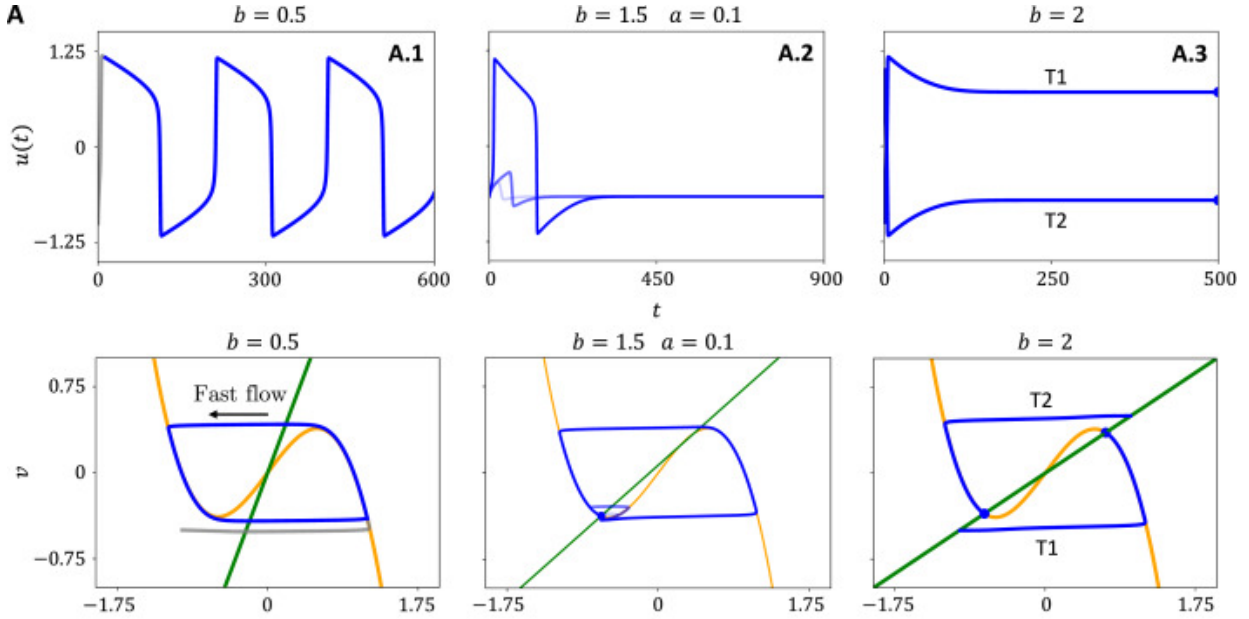 A
b = 0.5
b = 1.5 a = 0.1
b = 2
1.25
0
−1.25
u(t)
A.1
0
300
600
A.2
0
450
900
t
A.3
T1
T2
0
250
500
b = 0.5
b = 1.5 a = 0.1
b = 2
0.75
0
−0.75
v
Fast flow
−1.75
0
1.75
−1.75
0
1.75
T2
T1
−1.75
0
1.75